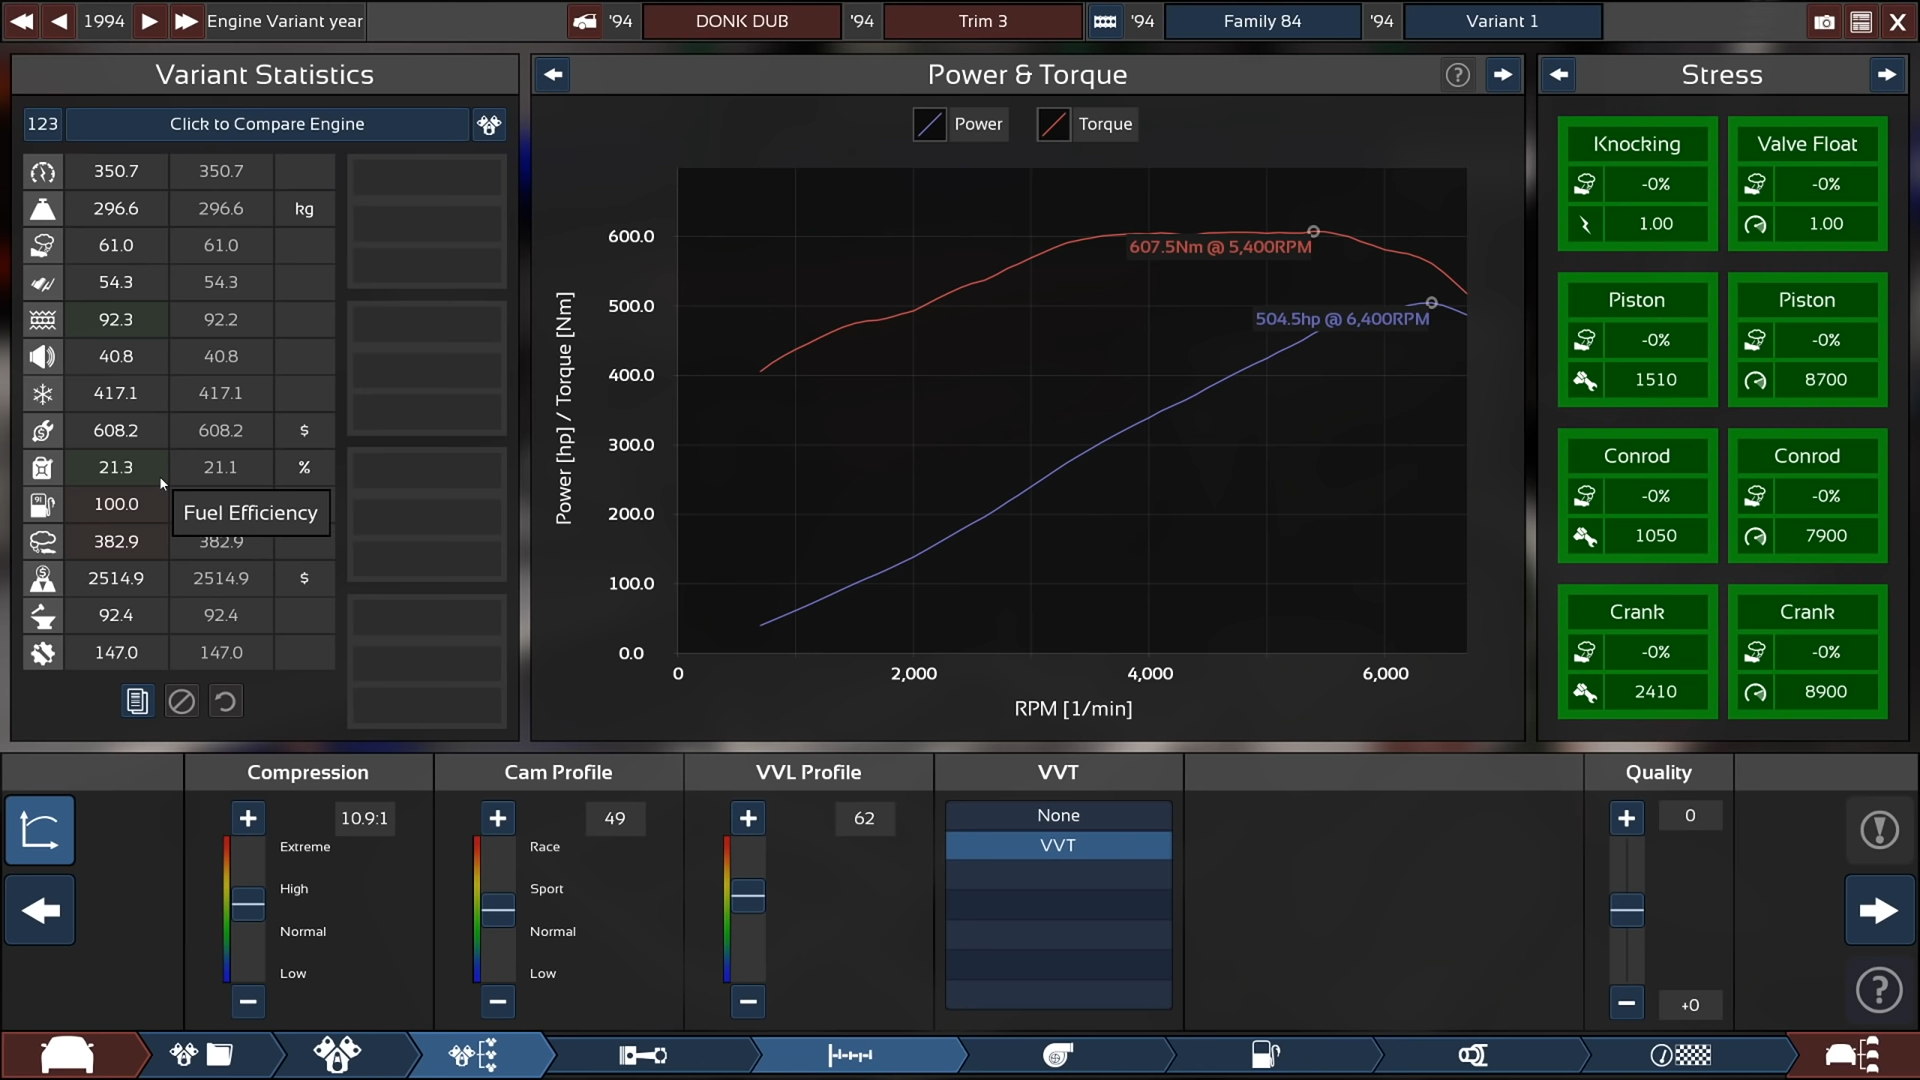 1994 Engine Variant year '94 DONK DUB '94 Trim 3 '94 Family 84 '94 Variant 1
Variant Statistics
123 Click to Compare Engine
350.7 350.7
296.6 296.6 kg
61.0 61.0
54.3 54.3
92.3 92.2
40.8 40.8
417.1 417.1
608.2 608.2 $
21.3 21.1 %
91 100.0
Fuel Efficiency
382.9 382.9
2514.9 2514.9 $
92.4 92.4
147.0 147.0
Power & Torque
?
Power Torque
Power [hp] / Torque [Nm]
600.0
500.0
400.0
300.0
200.0
100.0
0.0
607.5Nm @ 5,400RPM
504.5hp @ 6,400RPM
0 2,000 4,000 6,000
RPM [1/min]
Stress
Knocking Valve Float
-0% -0%
1.00 1.00
Piston Piston
-0% -0%
1510 8700
Conrod Conrod
-0% -0%
1050 7900
Crank Crank
-0% -0%
2410 8900
Compression
+ 10.9:1
Extreme
High
Normal
Low
−
Cam Profile
+ 49
Race
Sport
Normal
Low
−
VVL Profile
+ 62
−
VVT
None
VVT
Quality
+ 0
− +0
!
?